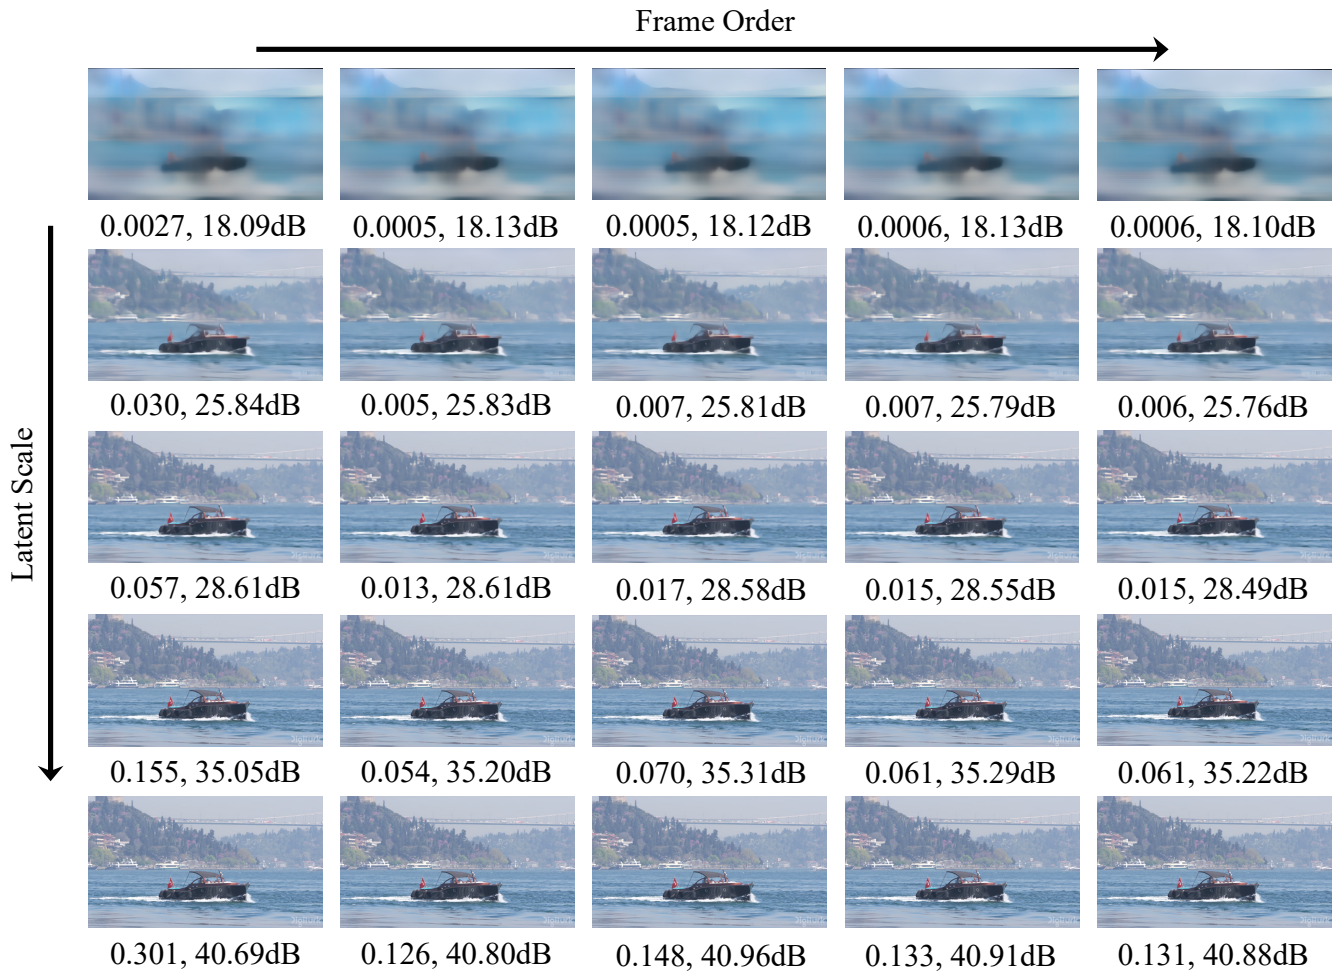 Frame Order
0.0027, 18.09dB
0.0005, 18.13dB
0.0005, 18.12dB
0.0006, 18.13dB
0.0006, 18.10dB
Latent Scale
0.030, 25.84dB
0.005, 25.83dB
0.007, 25.81dB
0.007, 25.79dB
0.006, 25.76dB
0.057, 28.61dB
0.013, 28.61dB
0.017, 28.58dB
0.015, 28.55dB
0.015, 28.49dB
0.155, 35.05dB
0.054, 35.20dB
0.070, 35.31dB
0.061, 35.29dB
0.061, 35.22dB
0.301, 40.69dB
0.126, 40.80dB
0.148, 40.96dB
0.133, 40.91dB
0.131, 40.88dB